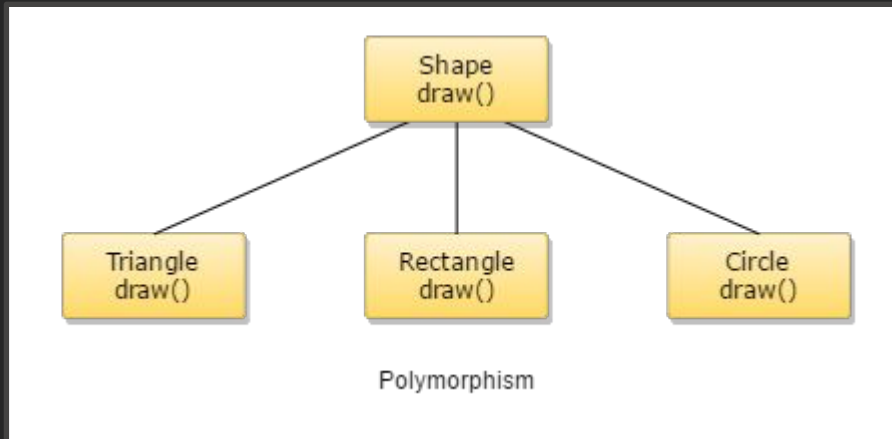 Shape
draw()
Triangle
draw()
Rectangle
draw()
Circle
draw()
Polymorphism